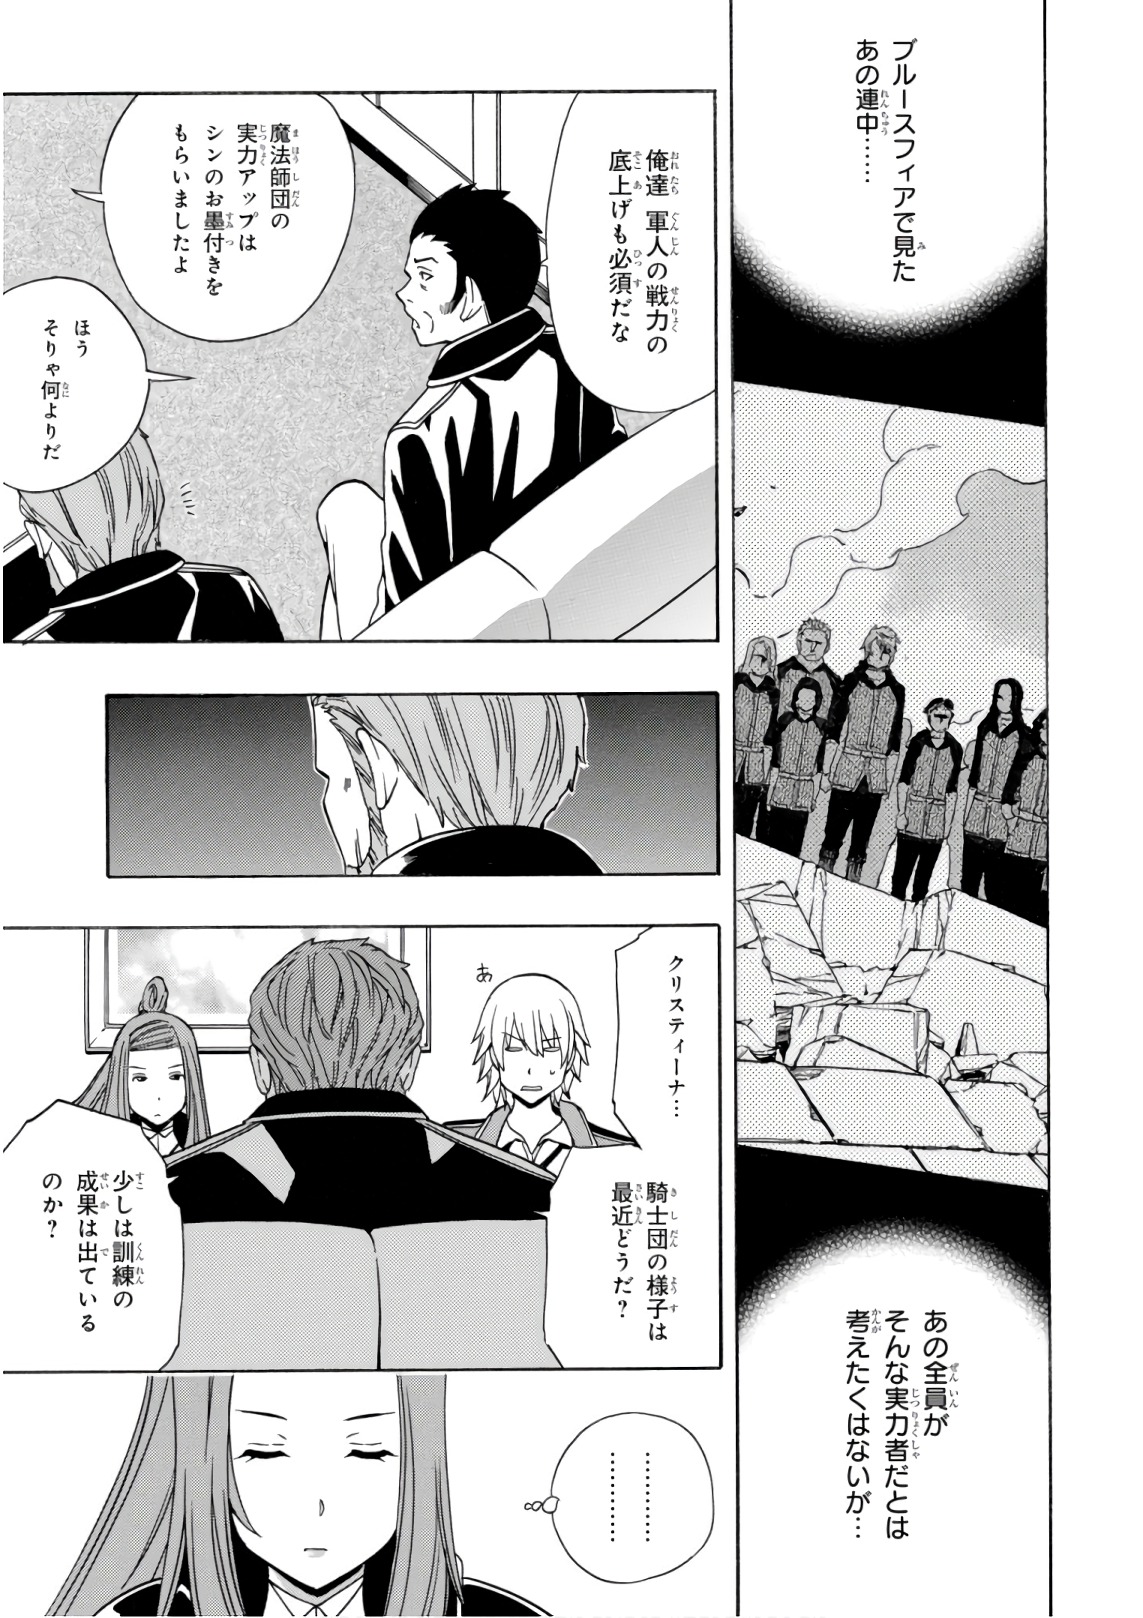 ブルースフィアで見た
あの連中……
あの全員が
そんな実力者だとは
考えたくはないが…
俺達 軍人の戦力の
底上げも必須だな
魔法師団の
実力アップは
シンのお墨付きを
もらいましたよ
ほう
そりゃ何よりだ
クリスティーナ…
騎士団の様子は
最近どうだ？
あ
少しは訓練の
成果は出ている
のか？
…………
…………